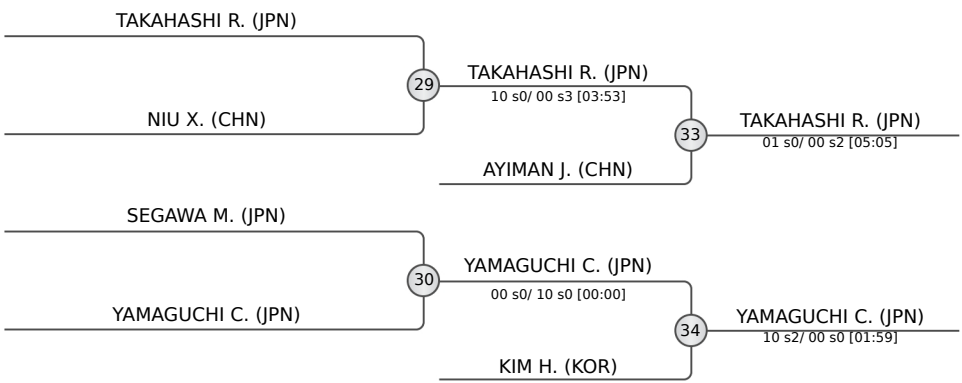 TAKAHASHI R. (JPN)
29
NIU X. (CHN)
TAKAHASHI R. (JPN)
10 s0/ 00 s3 [03:53]
33
AYIMAN J. (CHN)
TAKAHASHI R. (JPN)
01 s0/ 00 s2 [05:05]
SEGAWA M. (JPN)
30
YAMAGUCHI C. (JPN)
YAMAGUCHI C. (JPN)
00 s0/ 10 s0 [00:00]
34
KIM H. (KOR)
YAMAGUCHI C. (JPN)
10 s2/ 00 s0 [01:59]